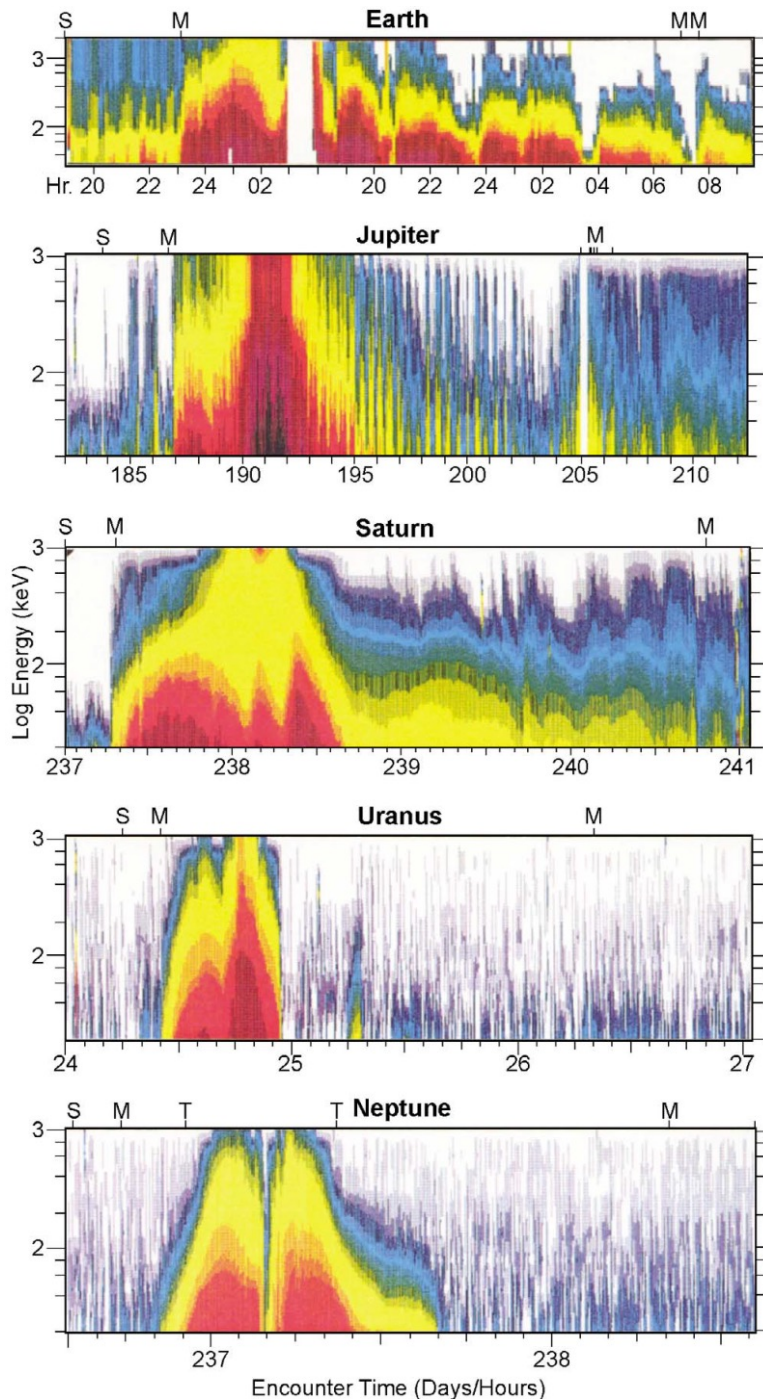 S M Earth M M
3
2
Hr. 20 22 24 02 20 22 24 02 04 06 08
S M Jupiter M
3
2
185 190 195 200 205 210
S M Saturn M
3
2
237 238 239 240 241
Log Energy (keV)
S M Uranus M
3
2
24 25 26 27
S M T T Neptune M
3
2
237 238
Encounter Time (Days/Hours)